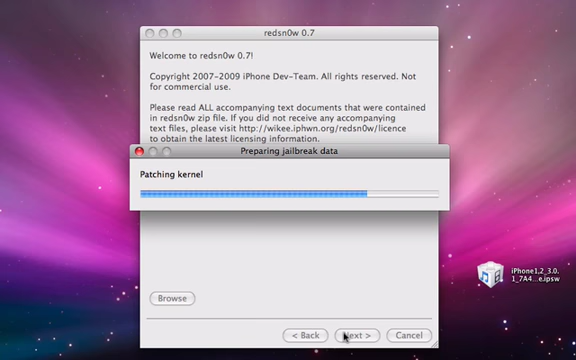 redsn0w 0.7
Welcome to redsn0w 0.7!
Copyright 2007-2009 iPhone Dev-Team. All rights reserved. Not
for commercial use.
Please read ALL accompanying text documents that were contained
in redsn0w zip file. If you did not receive any accompanying
text files, please visit http://wikee.iphwn.org/redsn0w/licence
to obtain the latest licensing information.
Preparing jailbreak data
Patching kernel
iPhone1,2_3.0.
1_7A4...e.ipsw
Browse
< Back
Next >
Cancel